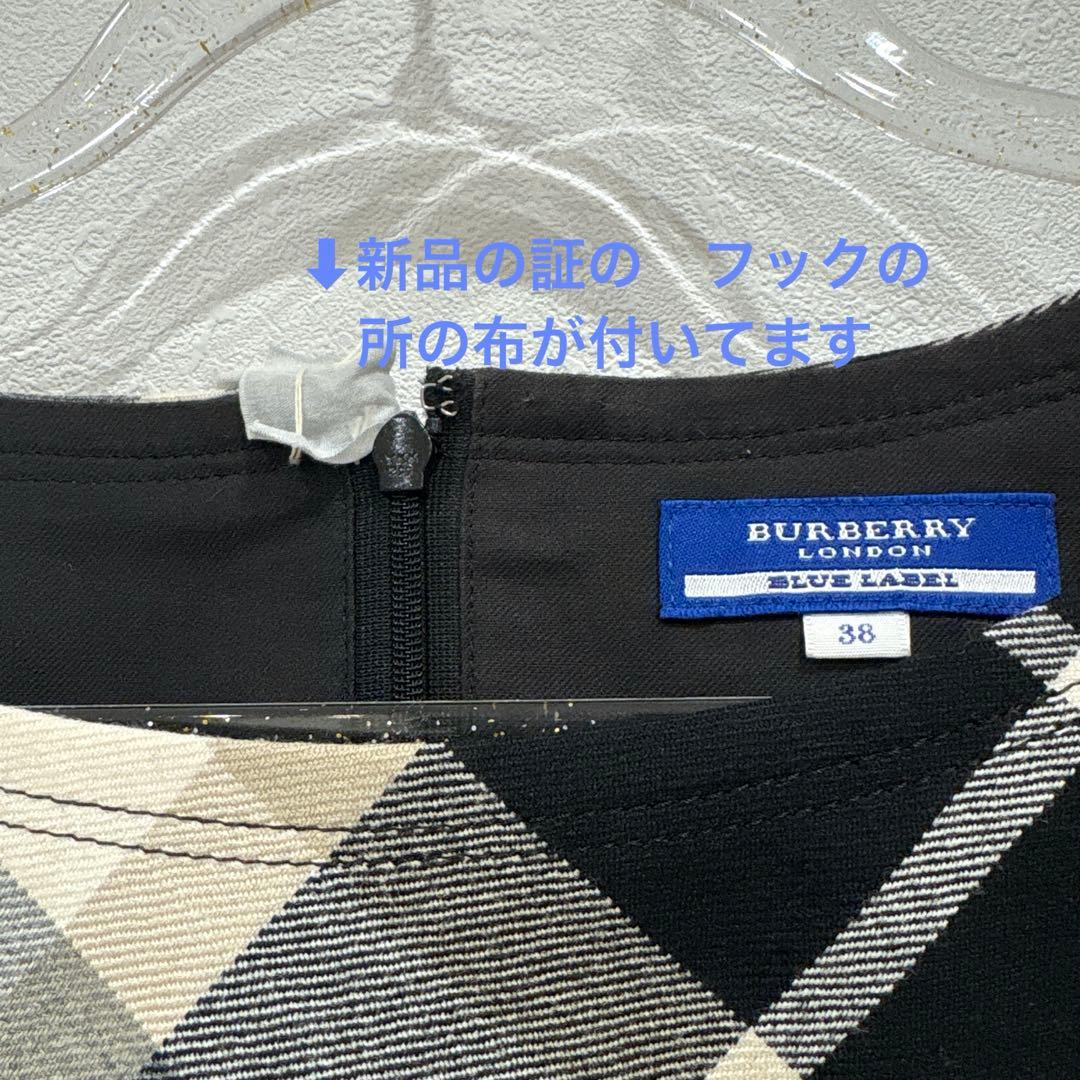 ⬇新品の証の　フックの
所の布が付いてます
BURBERRY
LONDON
BLUE LABEL
38